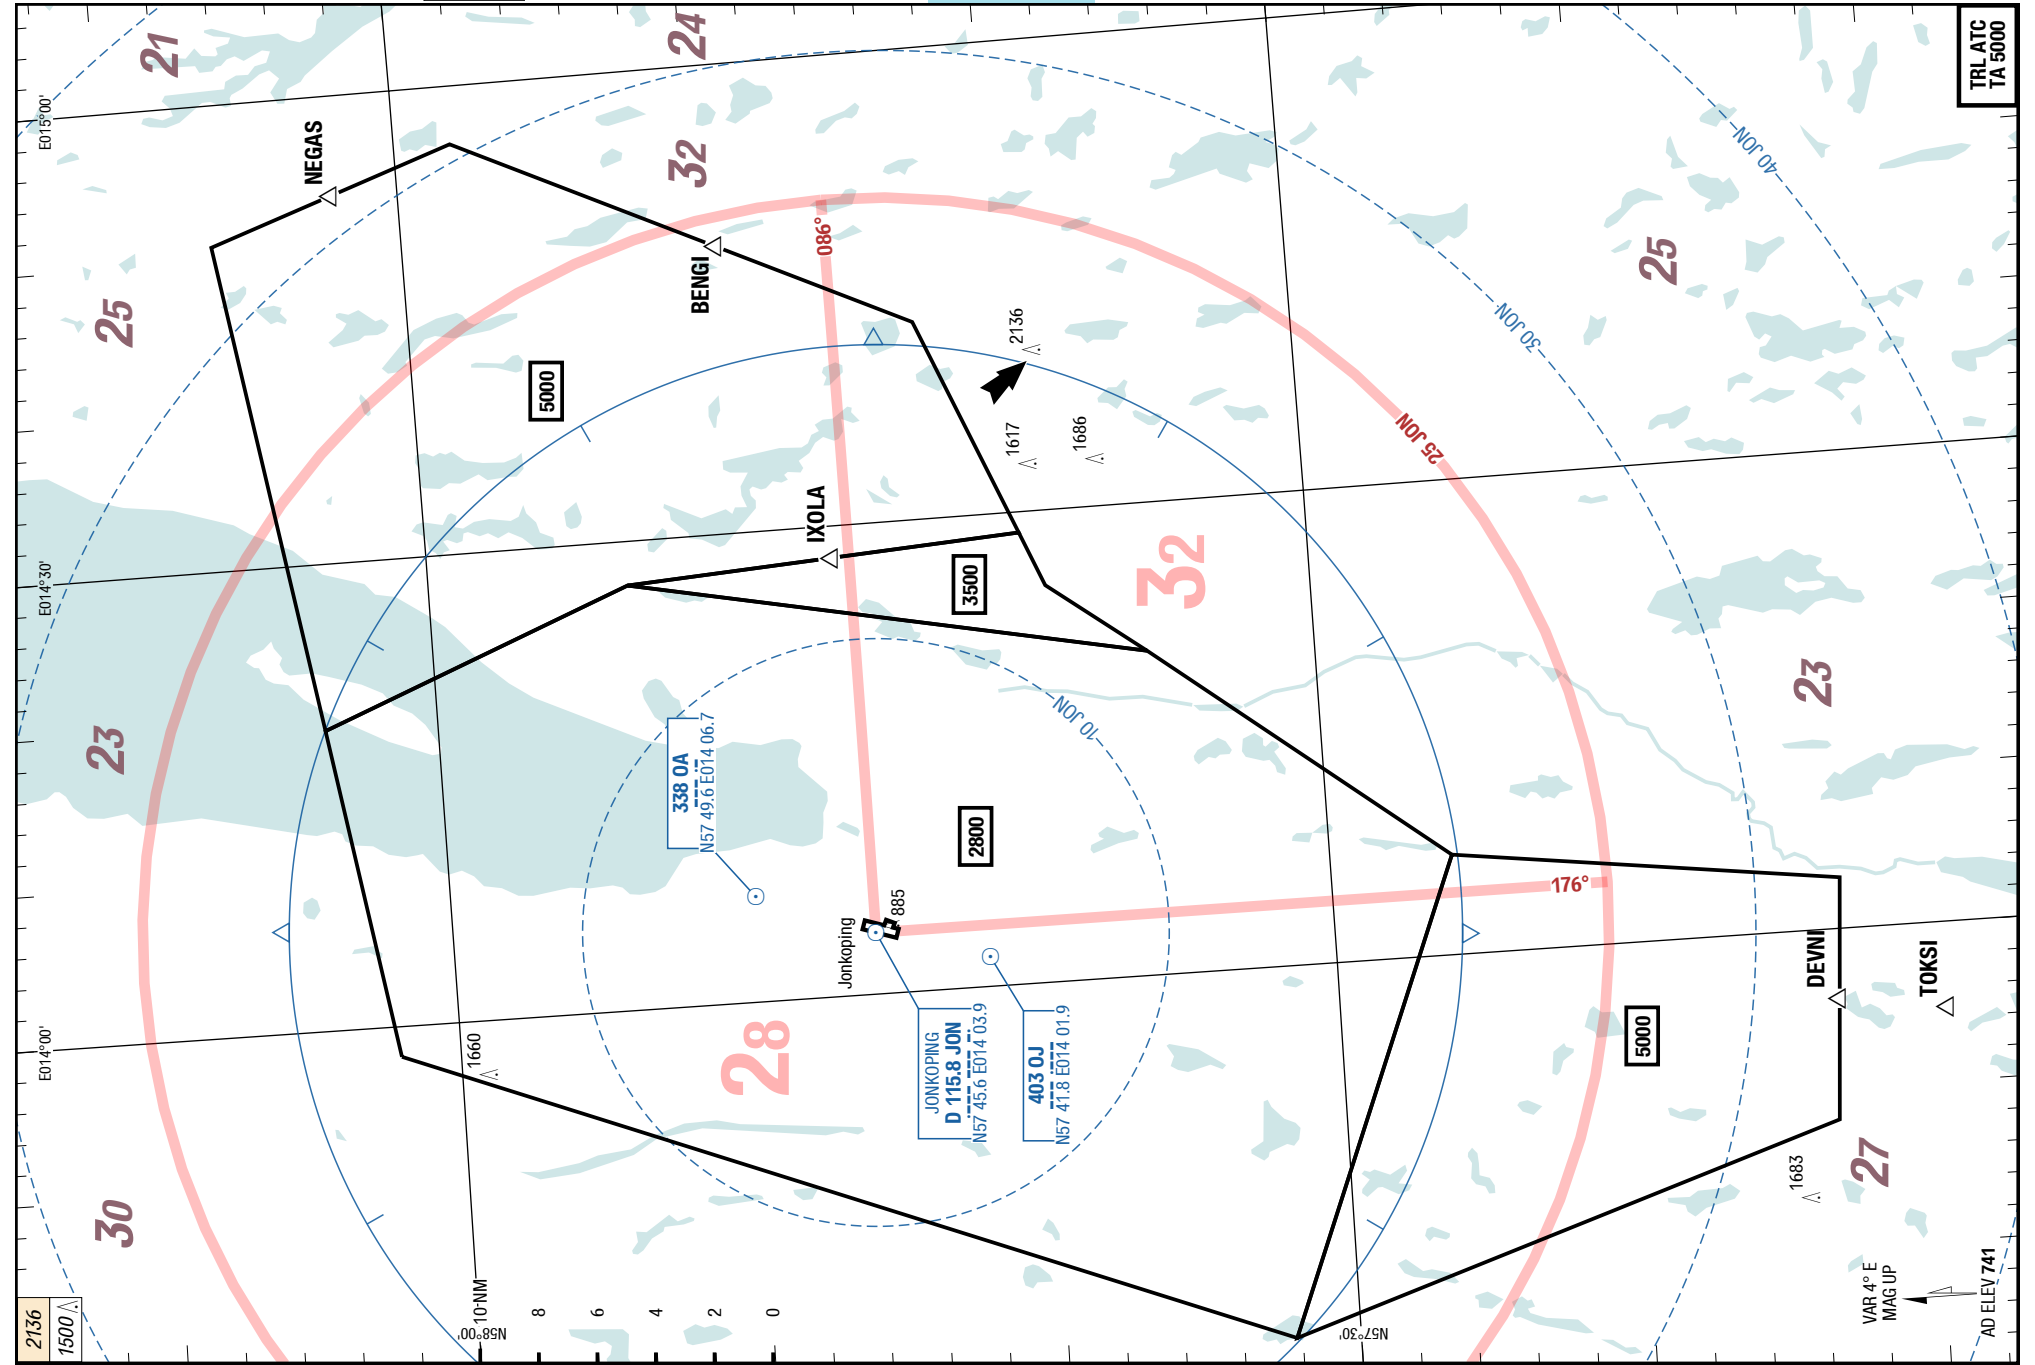 21
24
TRL ATC
TA 5000
E015°00'
NEGAS
32
40 JON
086°
BENGI
25
25
30 JON
2136
5000
1617
1686
25 JON
IXOLA
E014°30'
3500
32
10 JON
338 OA
N57 49.6 E014 06.7
23
23
2800
885
Jonkoping
176°
DEVNI
TOKSI
E014°00'
1660
28
JONKOPING
D 115.8 JON
N57 45.6 E014 03.9
403 OJ
N57 41.8 E014 01.9
5000
1683
27
30
2136
1500
10 NM
8
6
4
2
0
N58°00'
N57°30'
VAR 4° E
MAG UP
AD ELEV 741